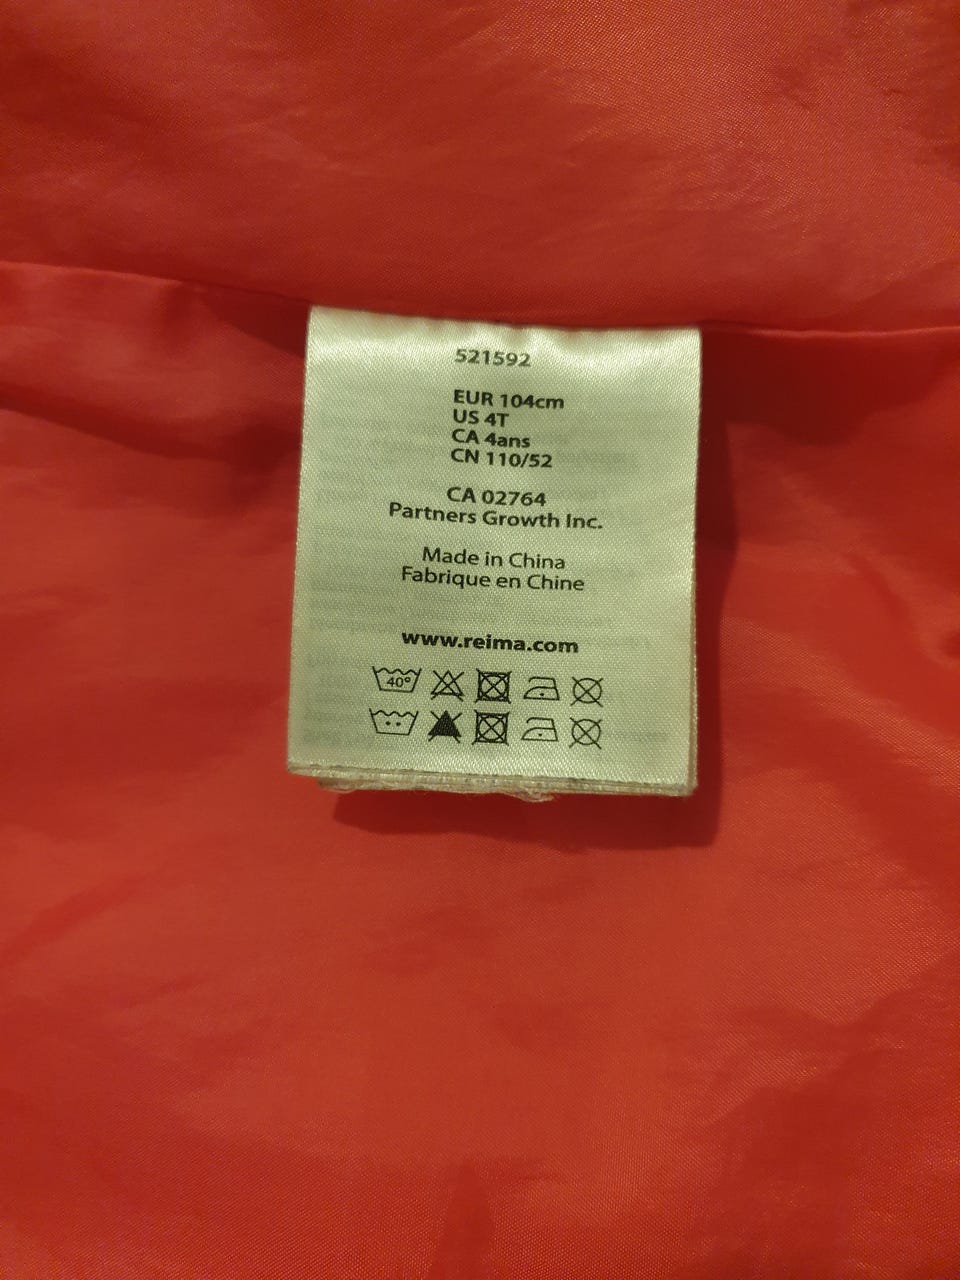 521592
EUR 104cm
US 4T
CA 4ans
CN 110/52
CA 02764
Partners Growth Inc.
Made in China
Fabrique en Chine
www.reima.com
40°